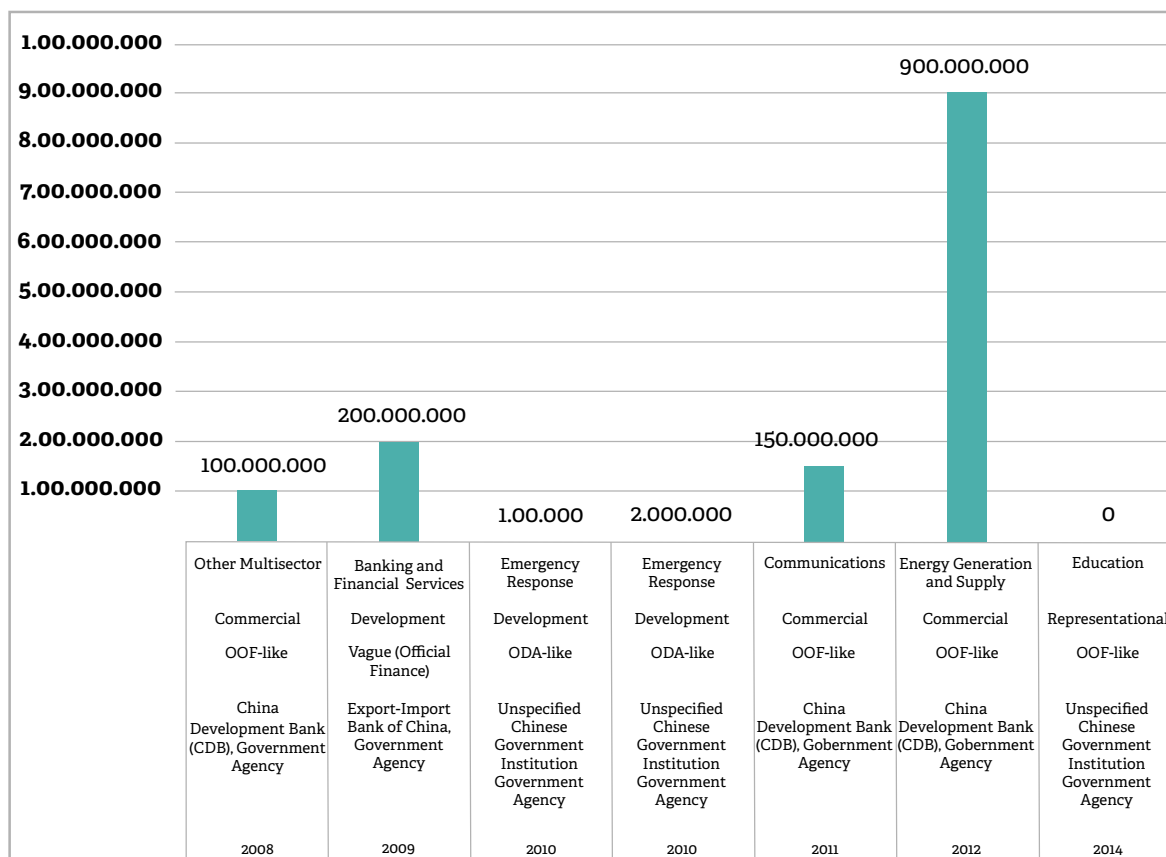 1.00.000.000
9.00.000.000
8.00.000.000
7.00.000.000
6.00.000.000
5.00.000.000
4.00.000.000
3.00.000.000
2.00.000.000
1.00.000.000
100.000.000
200.000.000
1.00.000
2.000.000
150.000.000
900.000.000
0
Other Multisector
Commercial
OOF-like
China
Development Bank
(CDB), Government
Agency
2008
Banking and
Financial Services
Development
Vague (Official
Finance)
Export-Import
Bank of China,
Government
Agency
2009
Emergency
Response
Development
ODA-like
Unspecified
Chinese
Government
Institution
Government
Agency
2010
Emergency
Response
Development
ODA-like
Unspecified
Chinese
Government
Institution
Government
Agency
2010
Communications
Commercial
OOF-like
China
Development Bank
(CDB), Gobernment
Agency
2011
Energy Generation
and Supply
Commercial
OOF-like
China
Development Bank
(CDB), Gobernment
Agency
2012
Education
Representational
OOF-like
Unspecified
Chinese
Government
Institution
Government
Agency
2014